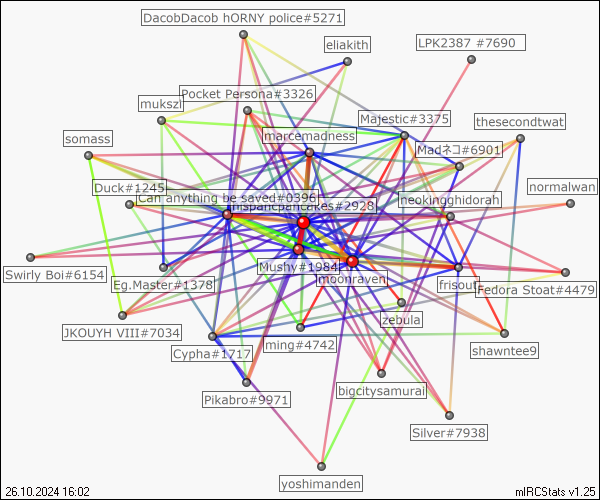 DacobDacob hORNY police#5271
eliakith
LPK2387 #7690
Pocket Persona#3326
mukszi
Majestic#3375
thesecondtwat
marcemadness
somass
Madネコ#6901
Duck#1245
normalwan
Can anything be saved#0396
heokingghidorah
hispanicpancakes#2928
Mushy#1984
Swirly Boi#6154
moonraven
Eg.Master#1378
frisout
Fedora Stoat#4479
zebula
JKOUYH VIII#7034
ming#4742
Cypha#1717
shawntee9
bigcitysamurai
Pikabro#9971
Silver#7938
yoshimanden
26.10.2024 16:02
mIRCStats v1.25